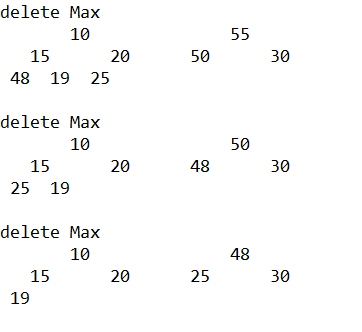 delete Max
10 55
15 20 50 30
48 19 25
delete Max
10 50
15 20 48 30
25 19
delete Max
10 48
15 20 25 30
19